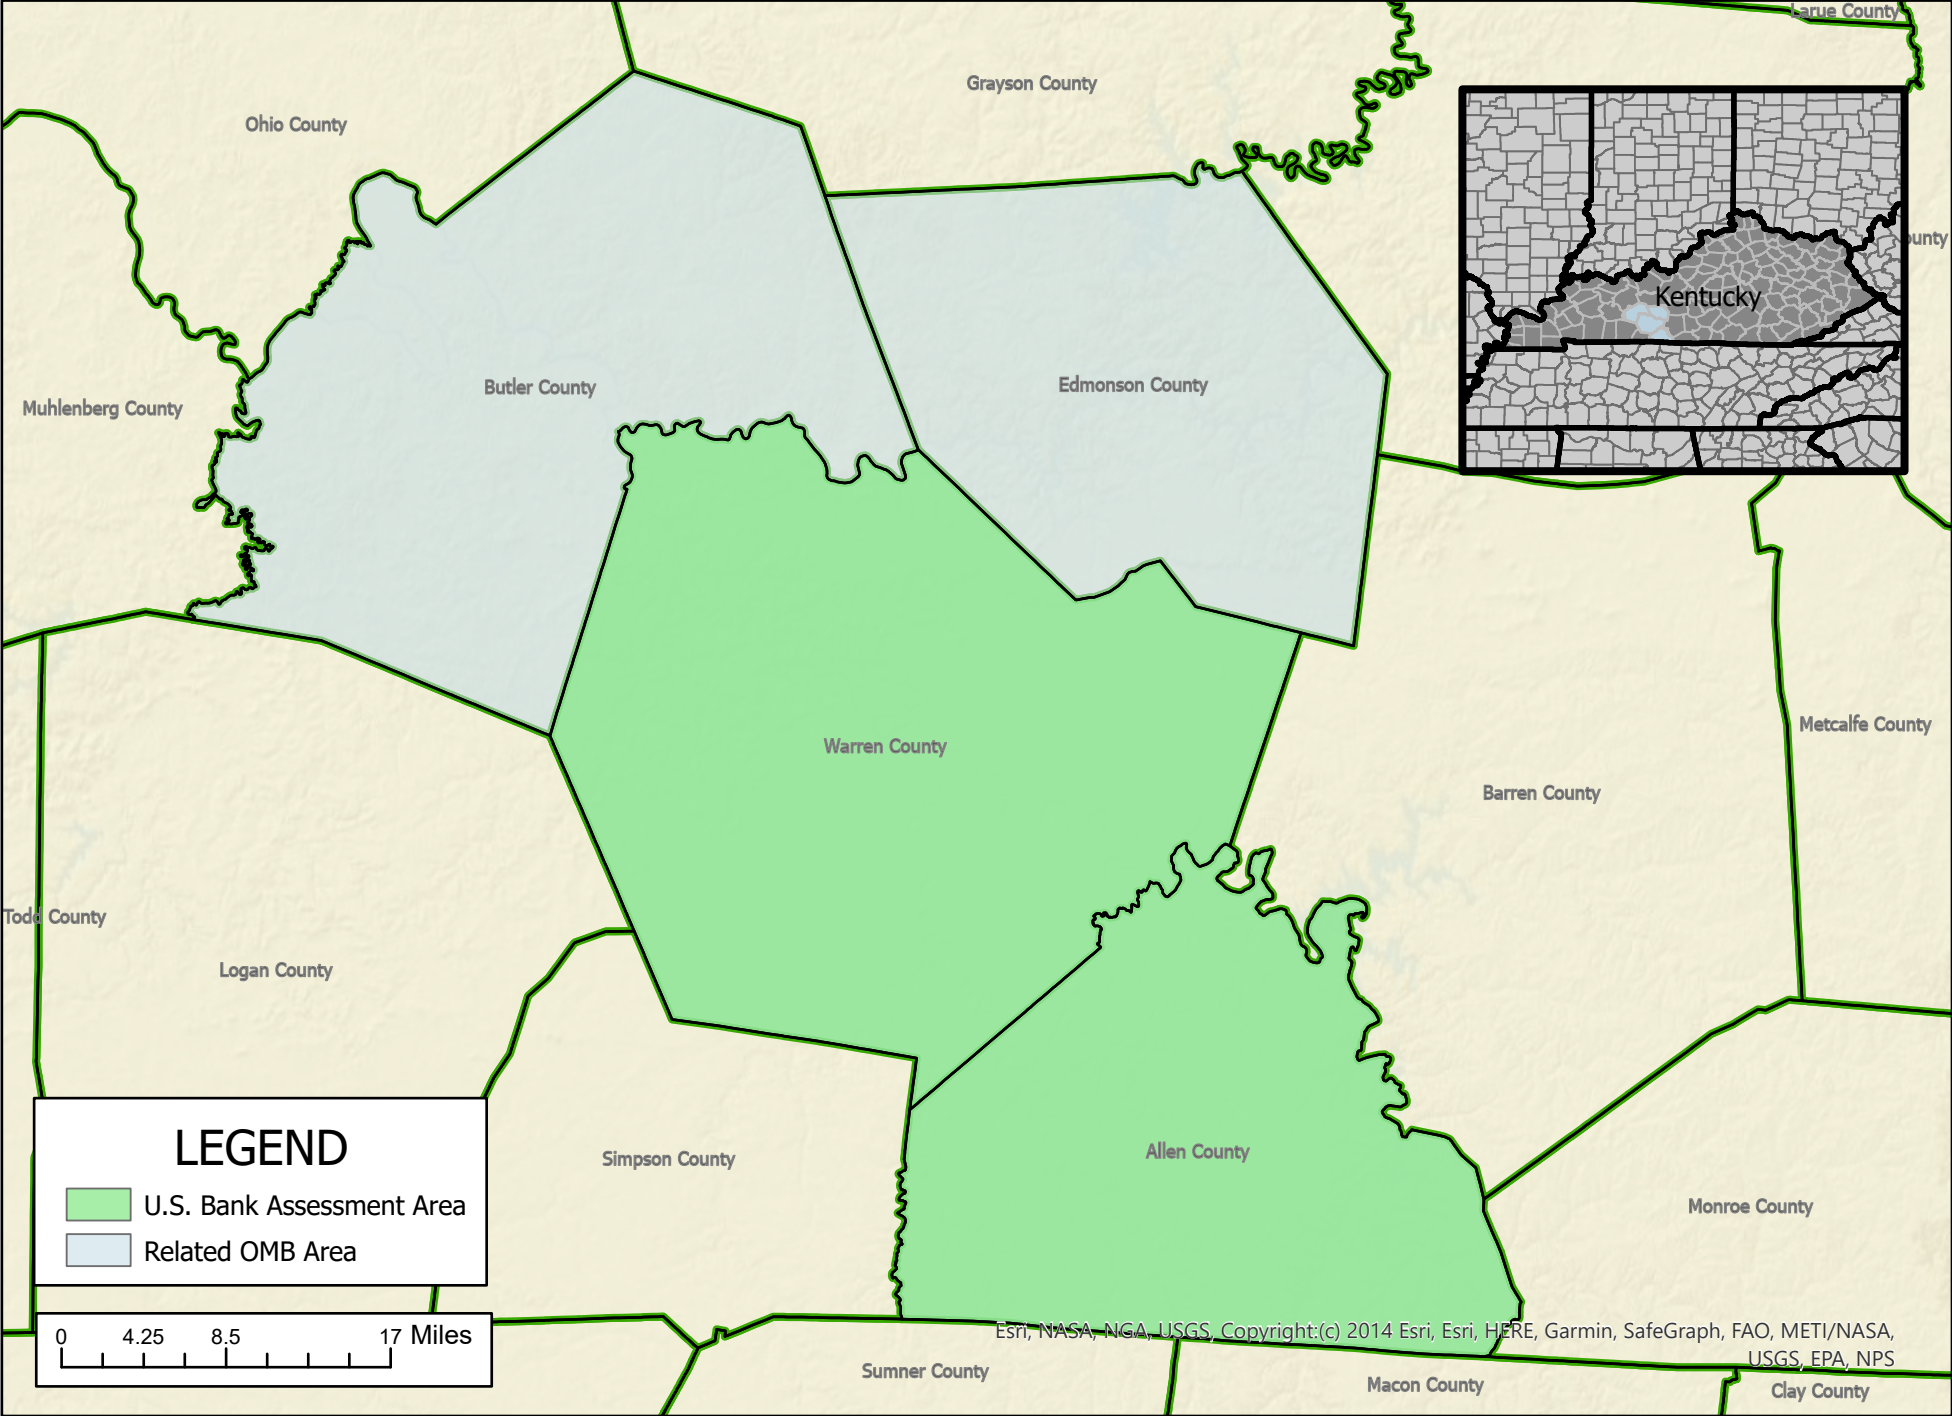 Larue County
Grayson County
Ohio County
ounty
Kentucky
Edmonson County
Butler County
Muhlenberg County
Metcalfe County
Warren County
Barren County
Todd County
Logan County
Allen County
Simpson County
Monroe County
LEGEND
U.S. Bank Assessment Area
Related OMB Area
0 4.25 8.5 17 Miles
Esri, NASA, NGA, USGS, Copyright:(c) 2014 Esri, Esri, HERE, Garmin, SafeGraph, FAO, METI/NASA,
USGS, EPA, NPS
Sumner County
Macon County
Clay County